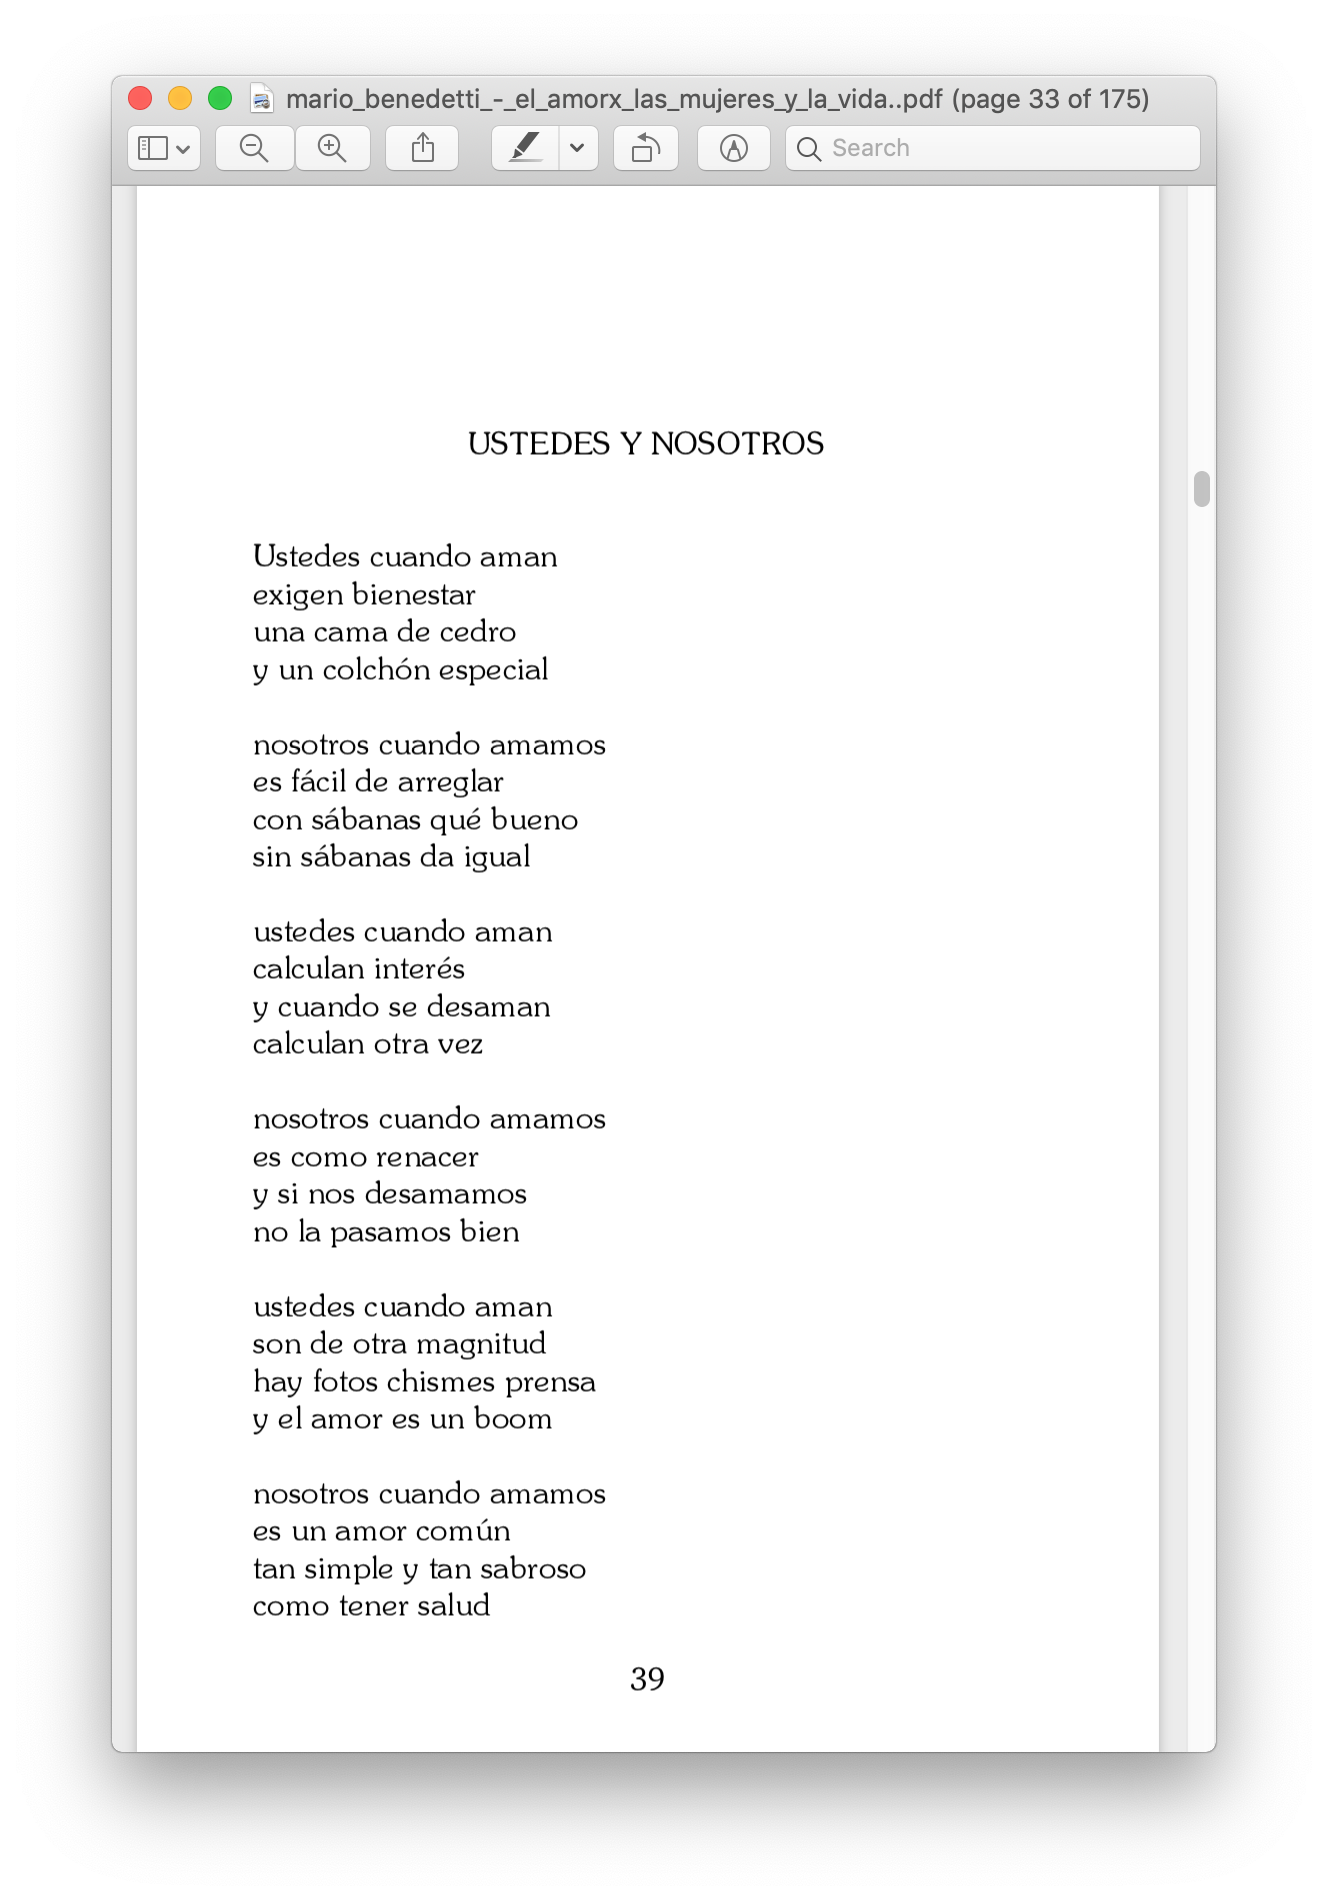 mario_benedetti_-_el_amorx_las_mujeres_y_la_vida..pdf (page 33 of 175)
Search
USTEDES Y NOSOTROS
Ustedes cuando aman
exigen bienestar
una cama de cedro
y un colchón especial
nosotros cuando amamos
es fácil de arreglar
con sábanas qué bueno
sin sábanas da igual
ustedes cuando aman
calculan interés
y cuando se desaman
calculan otra vez
nosotros cuando amamos
es como renacer
y si nos desamamos
no la pasamos bien
ustedes cuando aman
son de otra magnitud
hay fotos chismes prensa
y el amor es un boom
nosotros cuando amamos
es un amor común
tan simple y tan sabroso
como tener salud
39